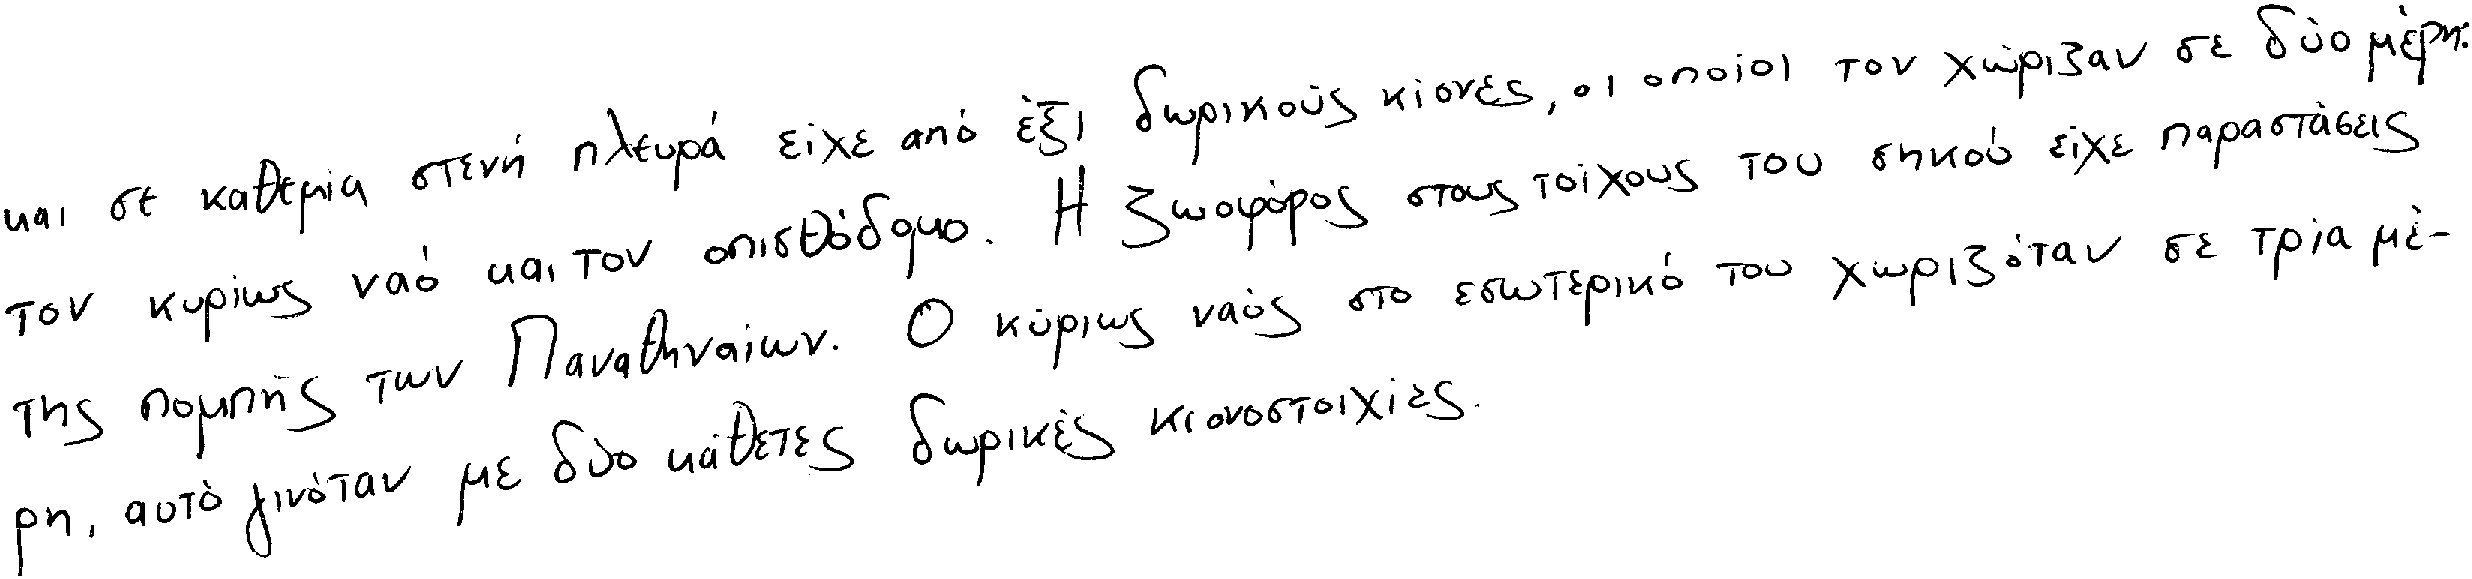 και σε καθεμία στενή πλευρά είχε από έξι δωρικούς κίονες, οι οποίοι τον χώριζαν σε δύο μέρη:
τον κυρίως ναό και τον οπισθόδομο. Η ζωοφόρος στους τοίχους του σηκού είχε παραστάσεις
της πομπής των Παναθηναίων. Ο κύριως ναός στο εσωτερικό του χωριζόταν σε τρία μέ-
ρη, αυτό γινόταν με δύο κάθετες δωρικές κιονοστοιχίες.